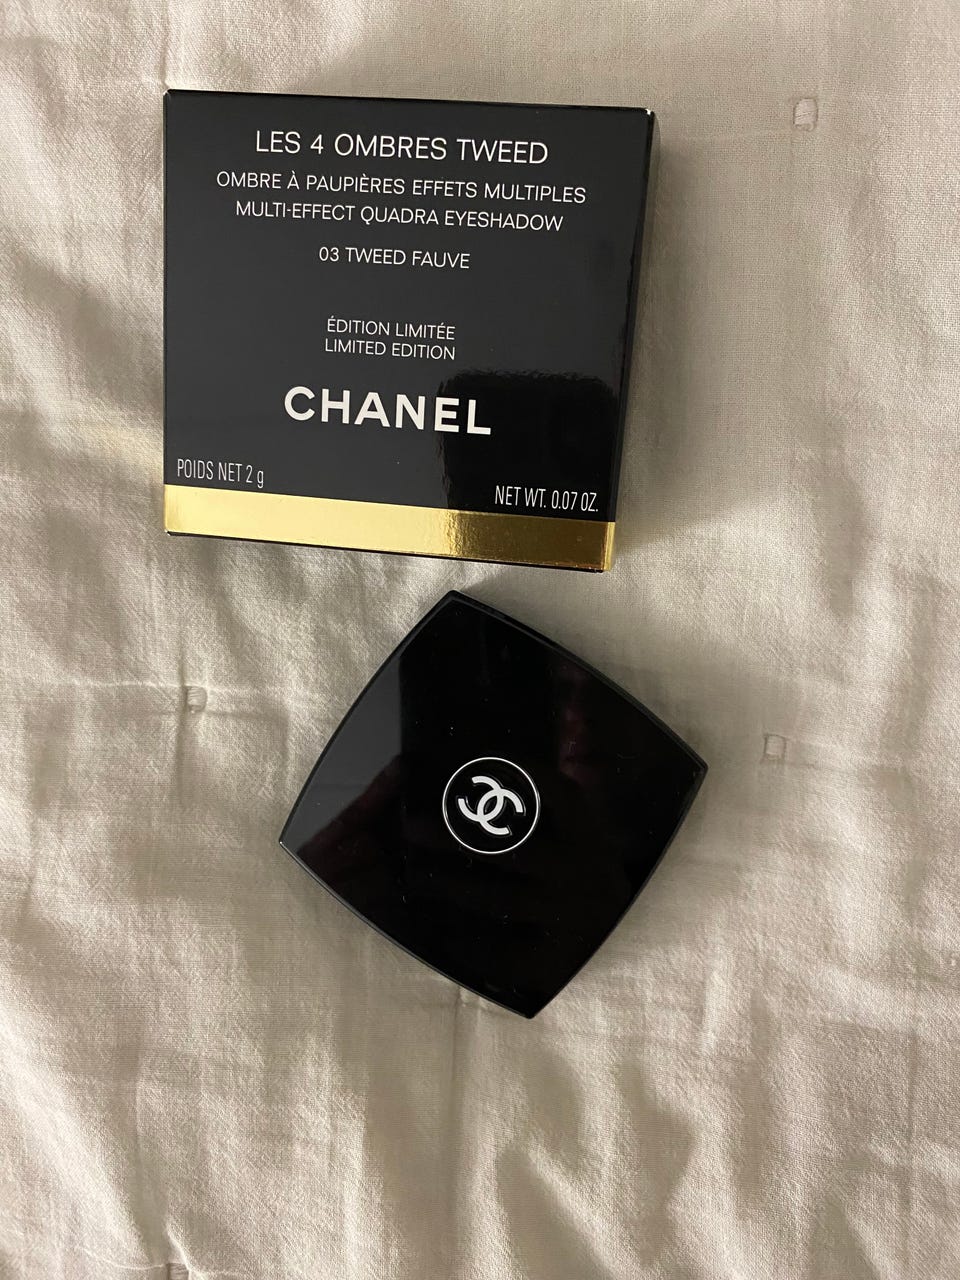 LES 4 OMBRES TWEED
OMBRE À PAUPIÈRES EFFETS MULTIPLES
MULTI-EFFECT QUADRA EYESHADOW
03 TWEED FAUVE
ÉDITION LIMITÉE
LIMITED EDITION
CHANEL
POIDS NET 2 g
NET WT. 0.07 OZ.